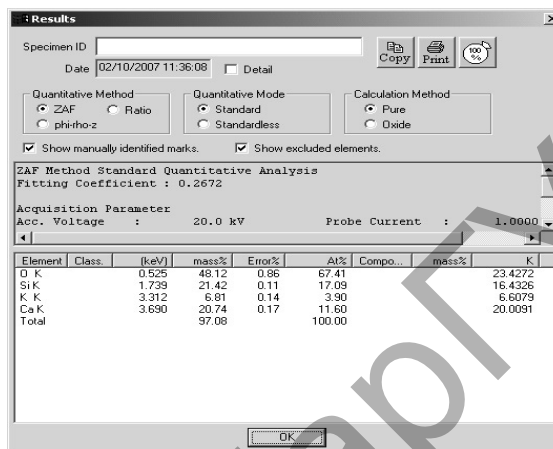 Results
Specimen ID
Copy Print 100 %
Date 02/10/2007 11:36:08 Detail
Quantitative Method Quantitative Mode Calculation Method
ZAF Ratio Standard Pure
phi-rho-z Standardless Oxide
Show manually identified marks. Show excluded elements.
ZAF Method Standard Quantitative Analysis
Fitting Coefficient : 0.2672
Acquisition Parameter
Acc. Voltage : 20.0 kV Probe Current : 1.0000
Element Class. (keV) mass% Error% At% Compo... mass% K
O K 0.525 48.12 0.86 67.41 23.4272
Si K 1.739 21.42 0.11 17.09 16.4326
K K 3.312 6.81 0.14 3.90 6.6079
Ca K 3.690 20.74 0.17 11.60 20.0091
Total 97.08 100.00
OK